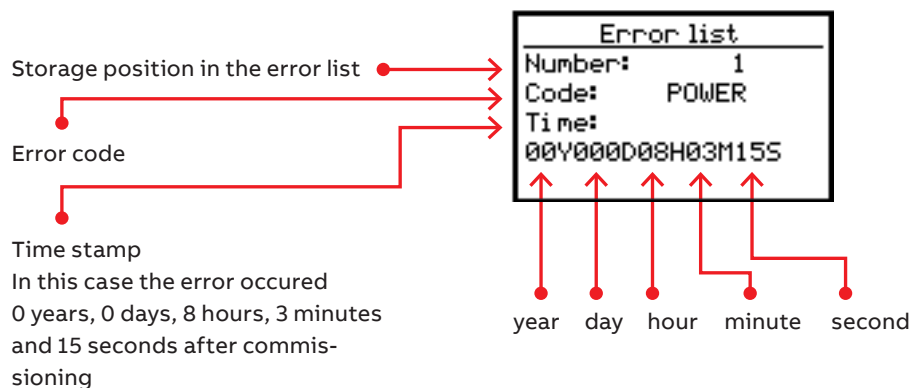 Storage position in the error list
Error code
Time stamp
In this case the error occured
0 years, 0 days, 8 hours, 3 minutes
and 15 seconds after commis-
sioning
Error list
Number: 1
Code: POWER
Time:
00Y000D08H03M15S
year day hour minute second